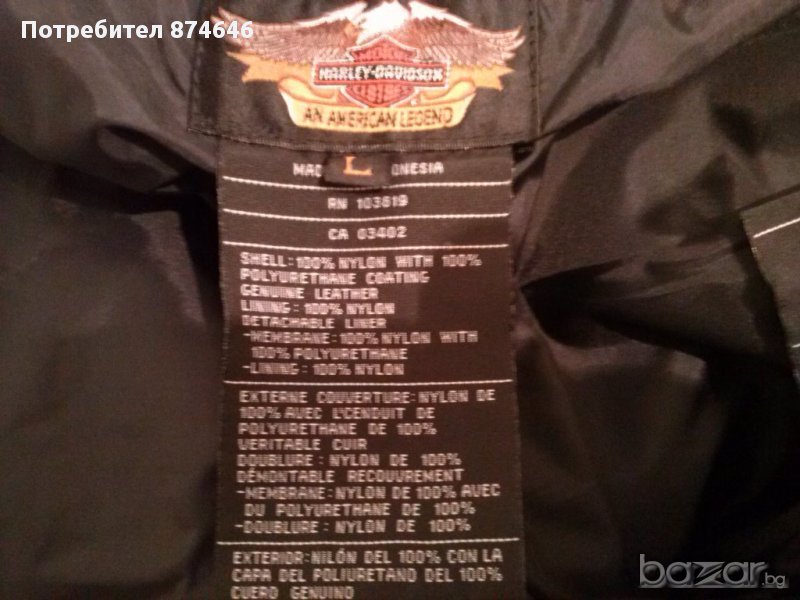 Потребител 874646
HARLEY-DAVIDSON
AN AMERICAN LEGEND
L
MAD ONESIA
RN 103819
CA 03402
SHELL: 100% NYLON WITH 100%
POLYURETHANE COATING
GENUINE LEATHER
LINING: 100% NYLON
DETACHABLE LINER
-MEMBRANE: 100% NYLON WITH
100% POLYURETHANE
-LINING: 100% NYLON
EXTERNE COUVERTURE: NYLON DE
100% AVEC L'ENDUIT DE
POLYURETHANE DE 100%
VERITABLE CUIR
DOUBLURE: NYLON DE 100%
DÉMONTABLE RECOUVREMENT
-MEMBRANE: NYLON DE 100% AVEC
DU POLYURETHANE DE 100%
-DOUBLURE: NYLON DE 100%
EXTERIOR: NILÓN DEL 100% CON LA
CAPA DEL POLIURETANO DEL 100%
CUERO GENUINO
bazar.bg